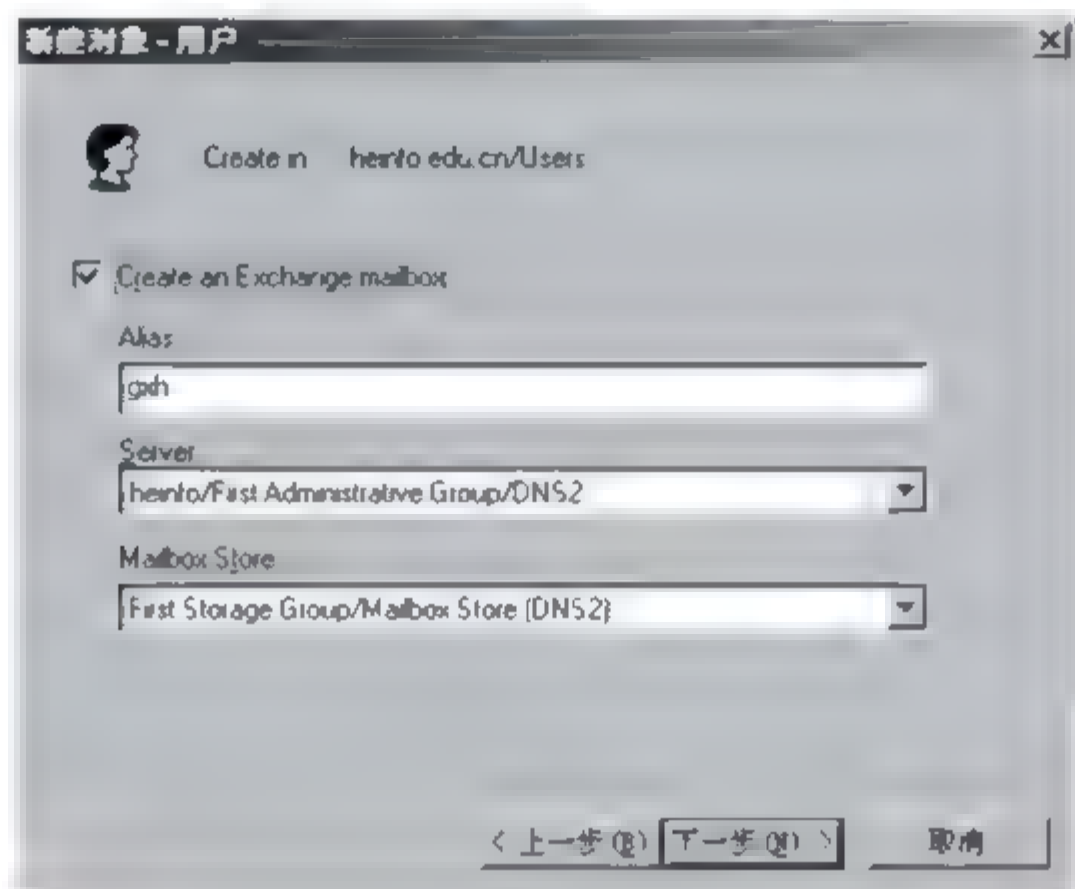 新建对象 - 用户
Create in heinfo.edu.cn/Users
Create an Exchange mailbox
Alias
gxh
Server
heinfo/First Administrative Group/DNS2
Mailbox Store
First Storage Group/Mailbox Store (DNS2)
< 上一步(B) 下一步(N) > 取消